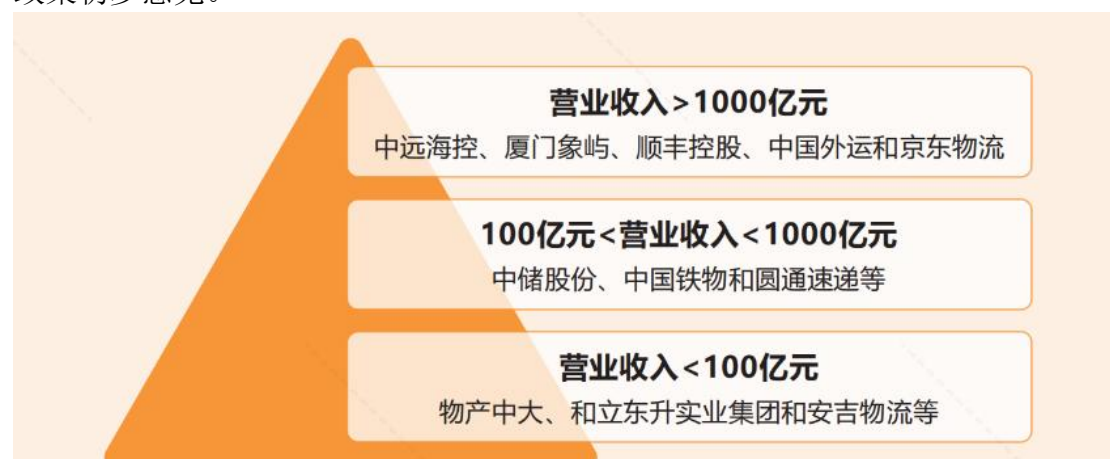 营业收入>1000亿元
中远海控、厦门象屿、顺丰控股、中国外运和京东物流
100亿元<营业收入<1000亿元
中储股份、中国铁物和圆通速递等
营业收入<100亿元
物产中大、和立东升实业集团和安吉物流等